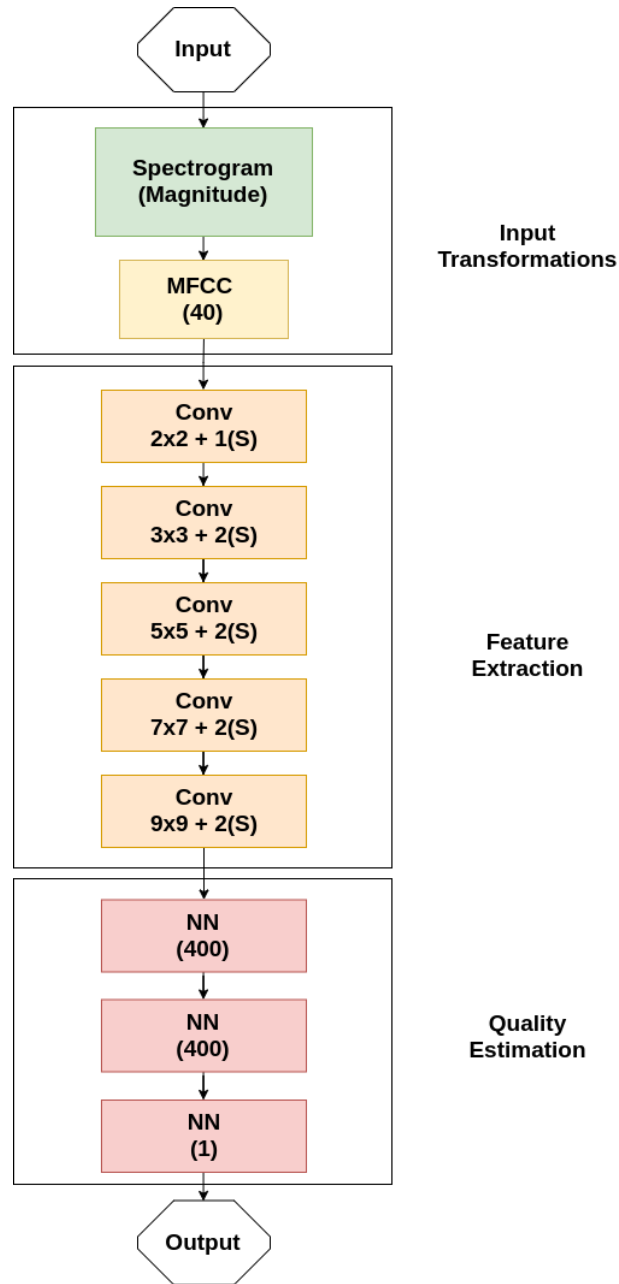 Input
Spectrogram
(Magnitude)
Input
Transformations
MFCC
(40)
Conv
2x2 + 1(S)
Conv
3x3 + 2(S)
Conv
5x5 + 2(S)
Feature
Extraction
Conv
7x7 + 2(S)
Conv
9x9 + 2(S)
NN
(400)
NN
(400)
Quality
Estimation
NN
(1)
Output